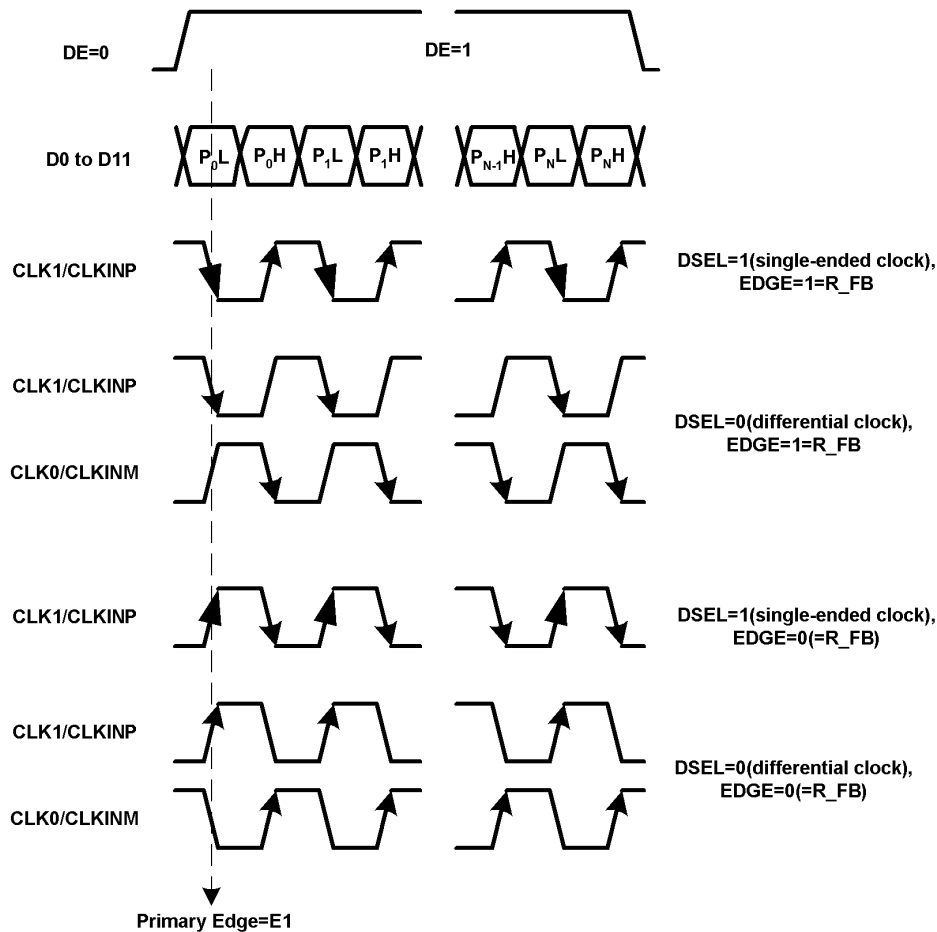 DE=0
DE=1
D0 to D11
P0L P0H P1L P1H PN-1H PNL PNH
CLK1/CLKINP
DSEL=1(single-ended clock),
EDGE=1=R_FB
CLK1/CLKINP
DSEL=0(differential clock),
EDGE=1=R_FB
CLK0/CLKINM
CLK1/CLKINP
DSEL=1(single-ended clock),
EDGE=0(=R_FB)
CLK1/CLKINP
DSEL=0(differential clock),
EDGE=0(=R_FB)
CLK0/CLKINM
Primary Edge=E1